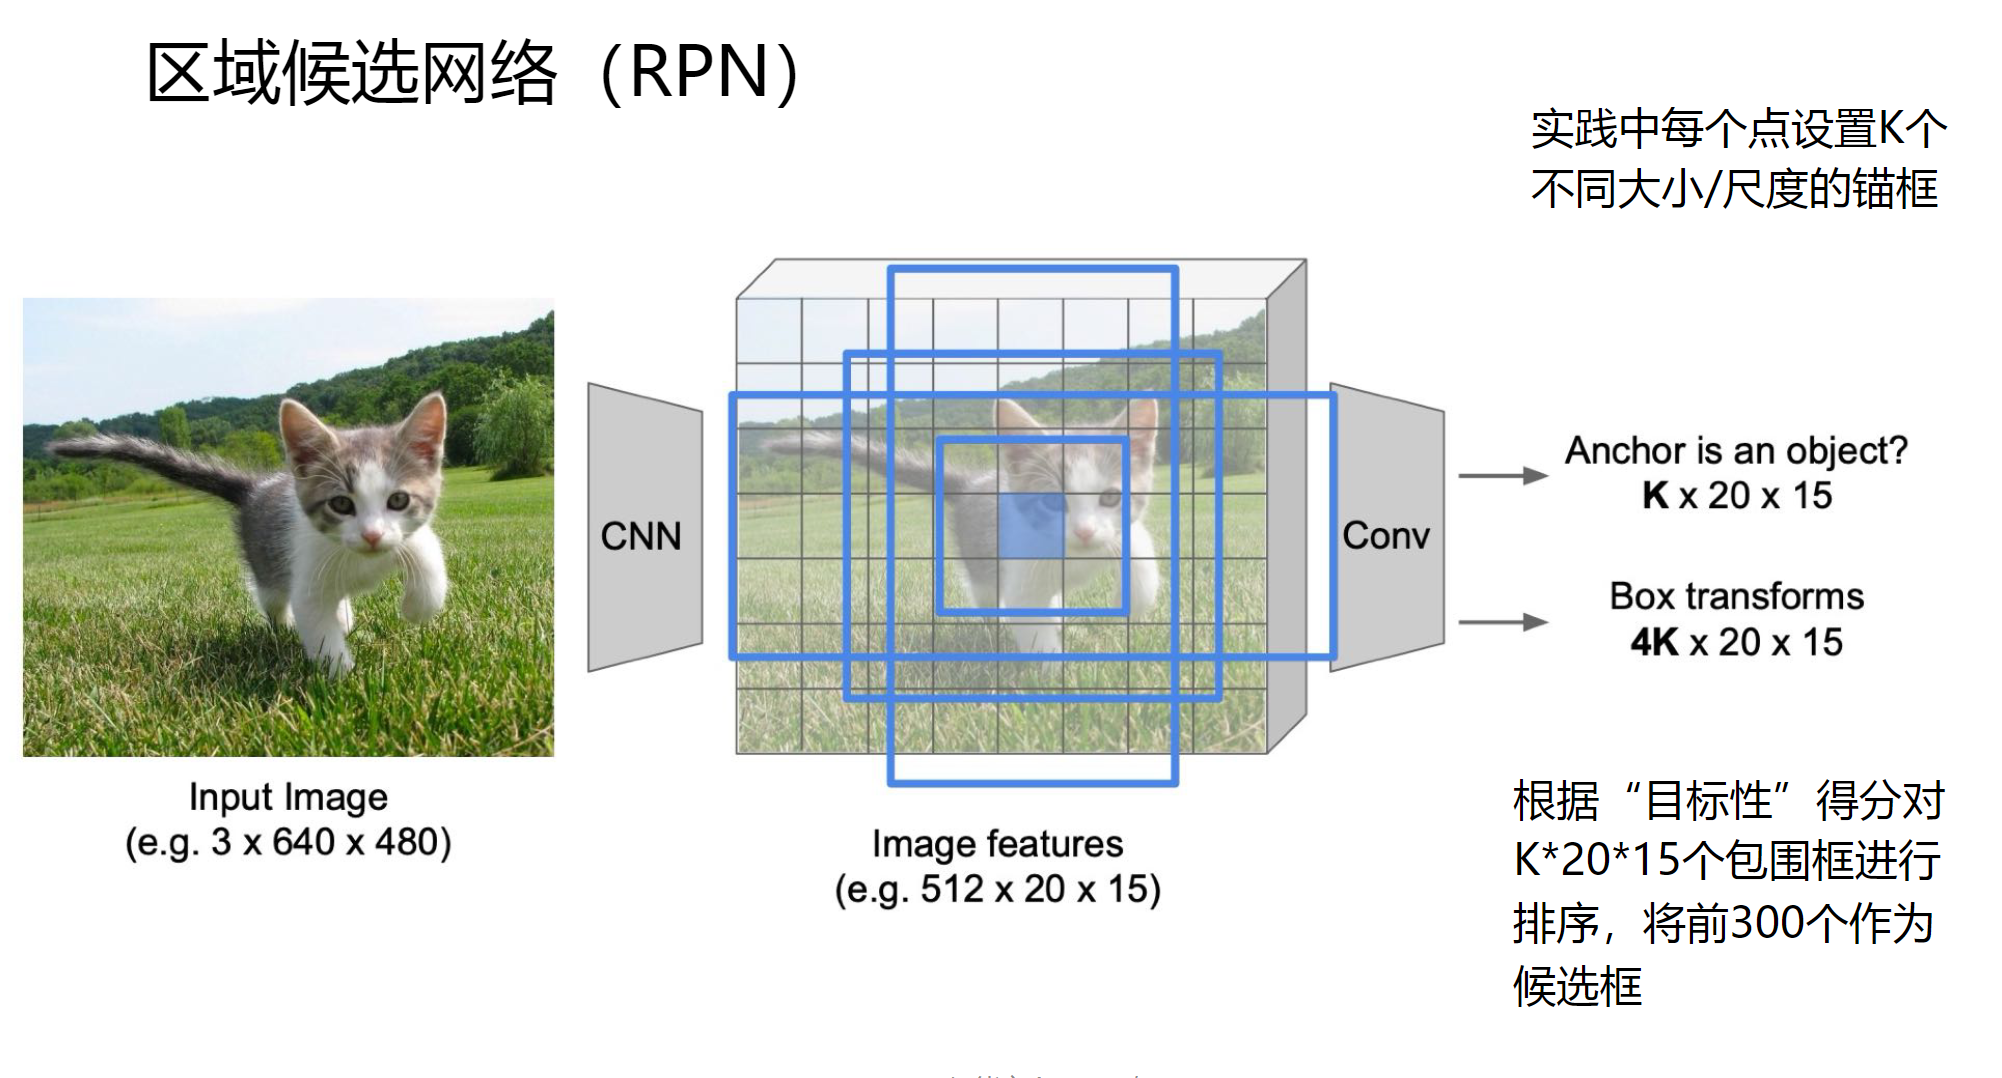 区域候选网络（RPN）
实践中每个点设置K个
不同大小/尺度的锚框
CNN
Conv
Anchor is an object?
K x 20 x 15
Box transforms
4K x 20 x 15
Input Image
(e.g. 3 x 640 x 480)
Image features
(e.g. 512 x 20 x 15)
根据“目标性”得分对
K*20*15个包围框进行
排序，将前300个作为
候选框